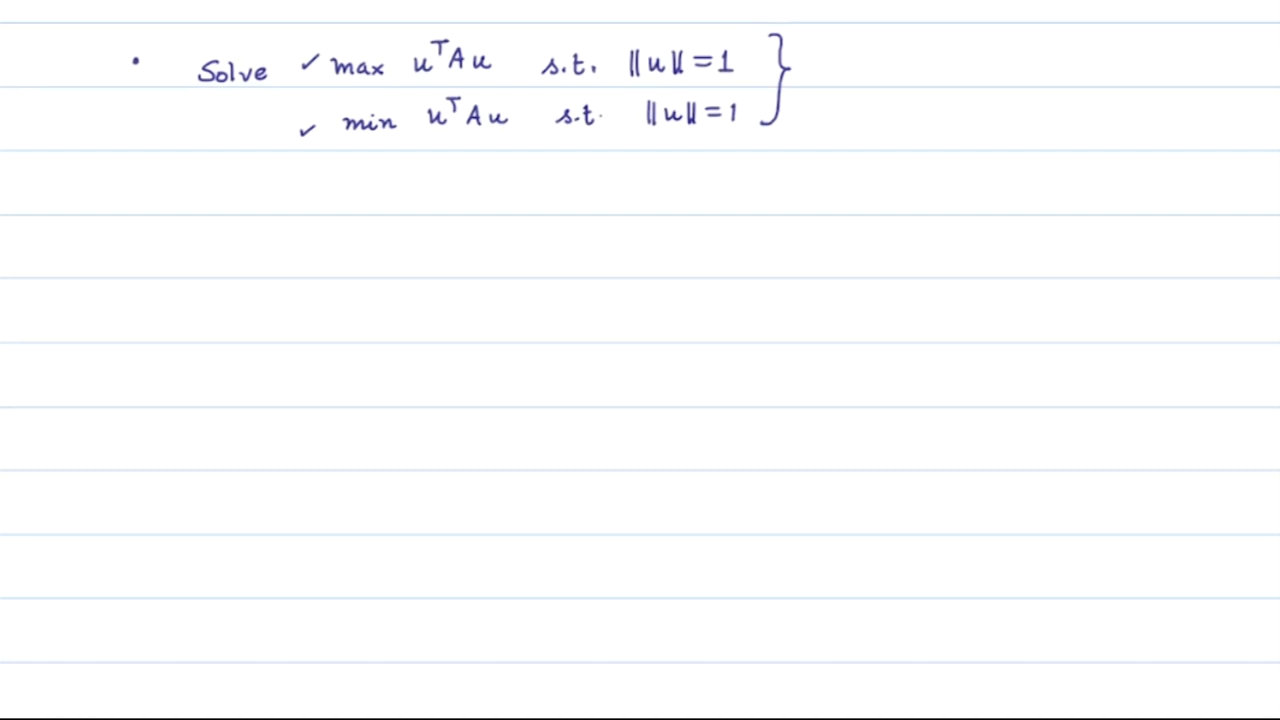 • Solve ✓ max uᵀAu s.t. ‖u‖ = 1 }
✓ min uᵀAu s.t. ‖u‖ = 1